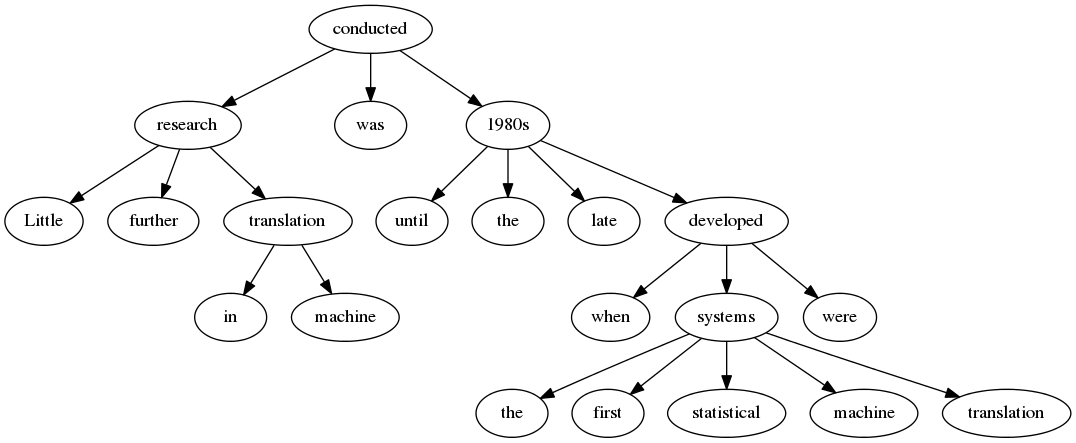 conducted
research was 1980s
Little further translation until the late developed
in machine when systems were
the first statistical machine translation